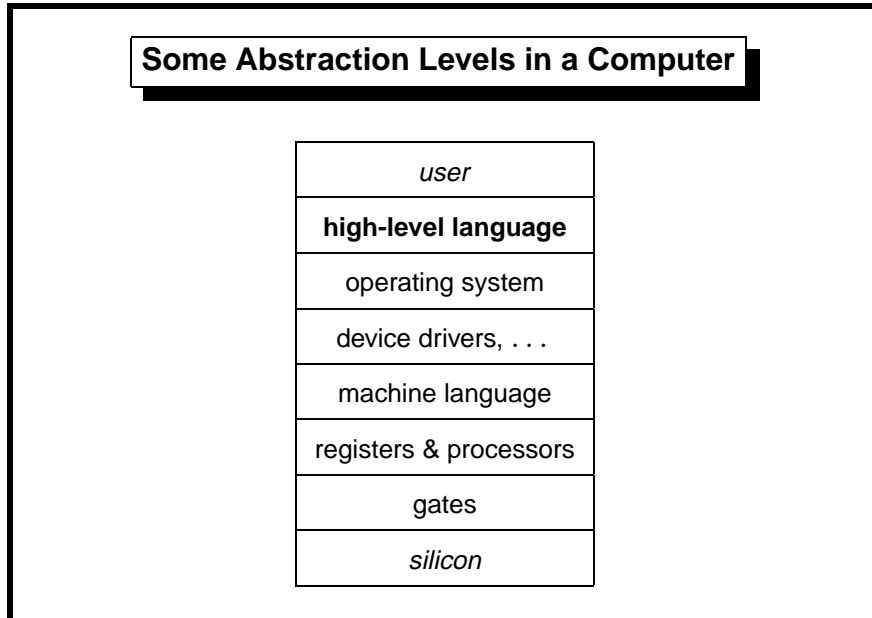 Some Abstraction Levels in a Computer
user
high-level language
operating system
device drivers, . . .
machine language
registers & processors
gates
silicon